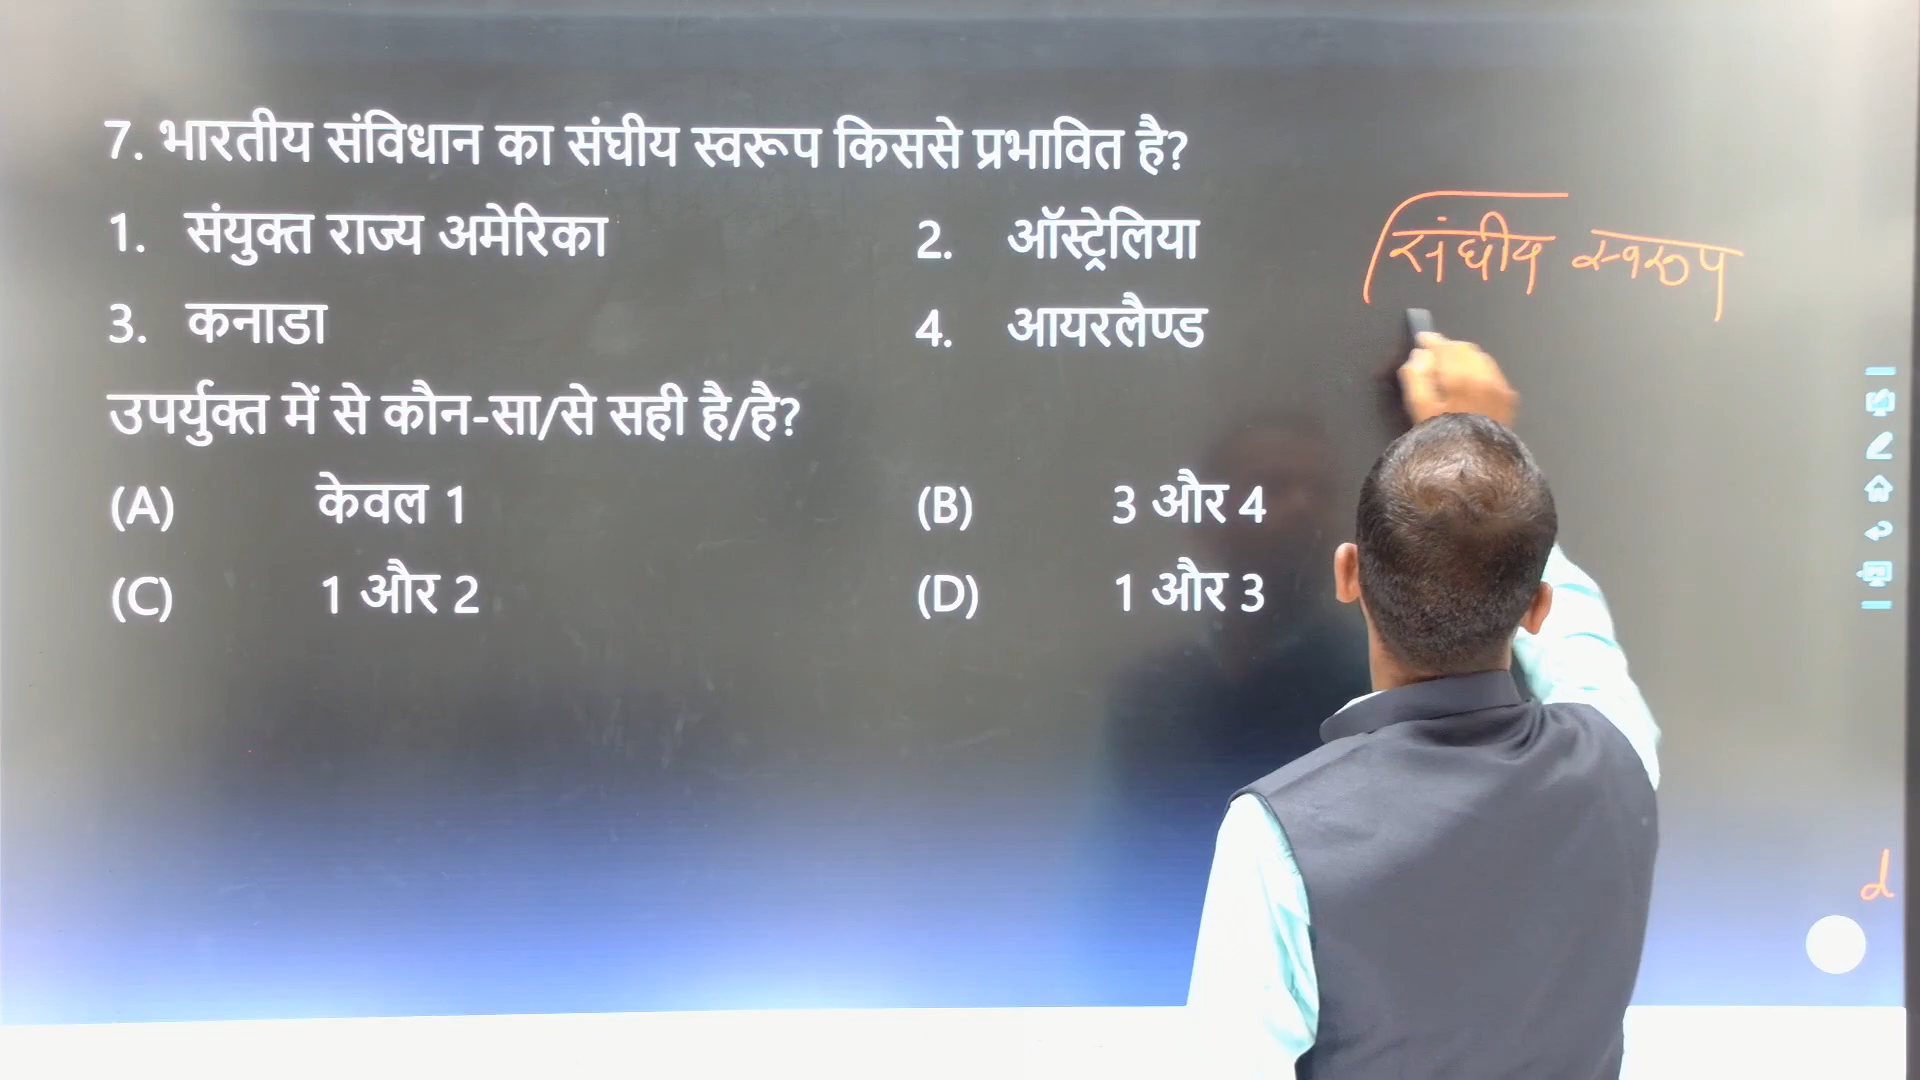 7. भारतीय संविधान का संघीय स्वरूप किससे प्रभावित है?
1. संयुक्त राज्य अमेरिका 2. ऑस्ट्रेलिया
3. कनाडा 4. आयरलैण्ड
उपर्युक्त में से कौन-सा/से सही है/है?
(A) केवल 1 (B) 3 और 4
(C) 1 और 2 (D) 1 और 3
संघीय स्वरूप
d